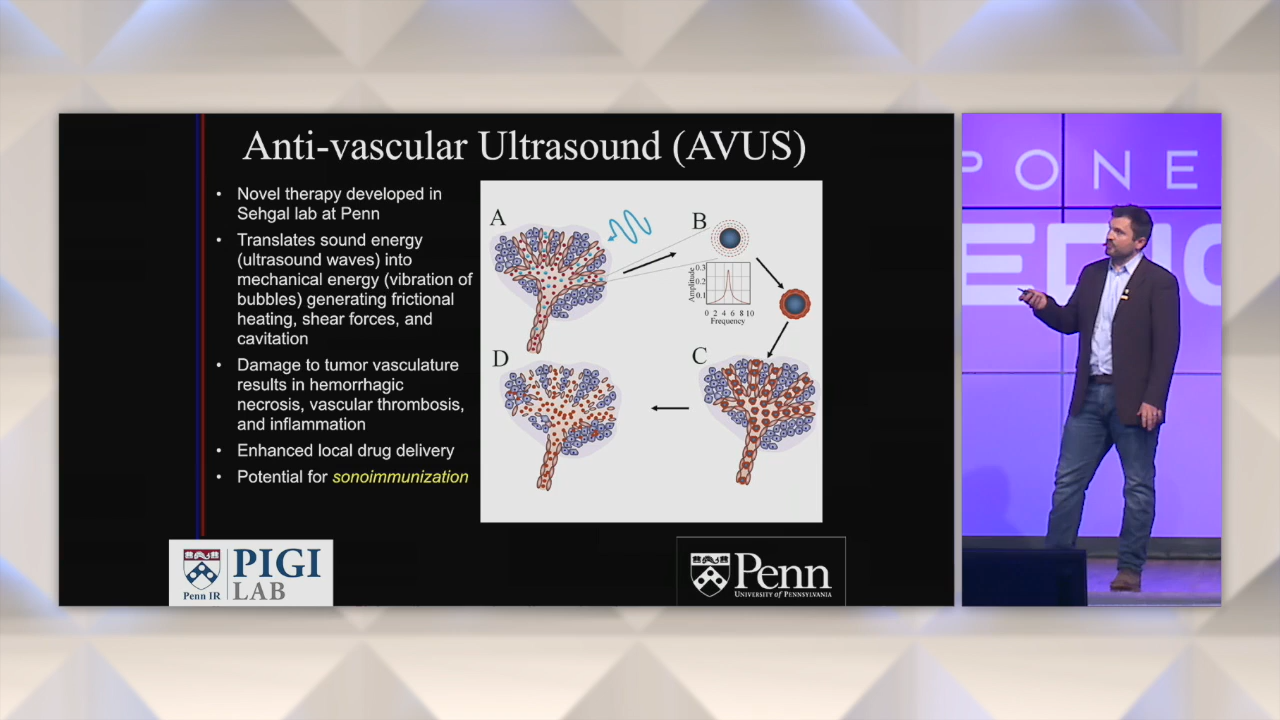 Anti-vascular Ultrasound (AVUS)
• Novel therapy developed in
Sehgal lab at Penn
• Translates sound energy
(ultrasound waves) into
mechanical energy (vibration of
bubbles) generating frictional
heating, shear forces, and
cavitation
• Damage to tumor vasculature
results in hemorrhagic
necrosis, vascular thrombosis,
and inflammation
• Enhanced local drug delivery
• Potential for sonoimmunization
A
B
Amplitude
0.3
0.2
0.1
0 2 4 6 8 10
Frequency
D
C
Penn IR
PIGI
LAB
Penn
UNIVERSITY OF PENNSYLVANIA
PONE
EDIC